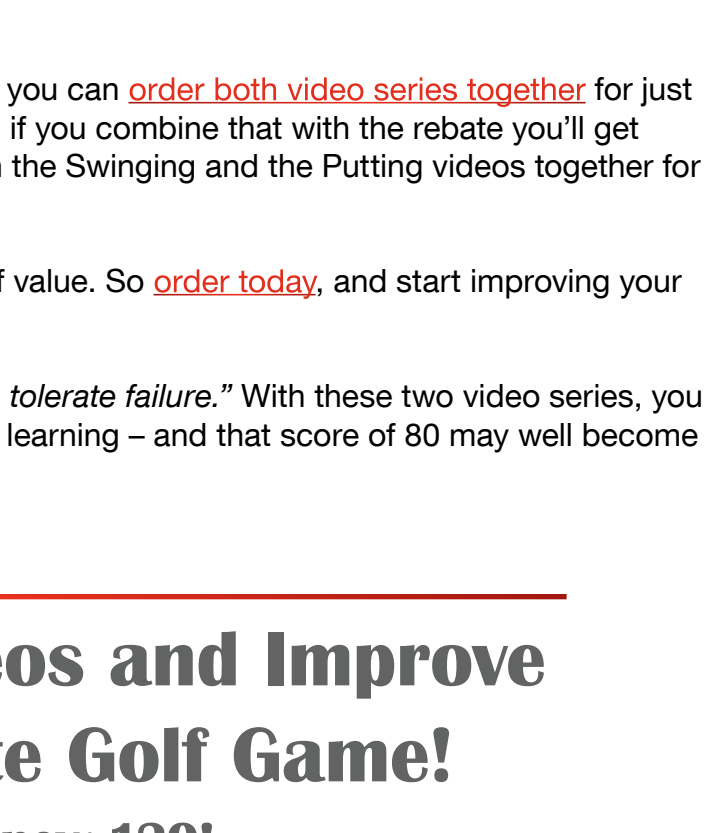 you can order both video series together for just
if you combine that with the rebate you’ll get
the Swinging and the Putting videos together for
value. So order today, and start improving your
tolerate failure.” With these two video series, you
learning – and that score of 80 may well become
and Improve
Golf Game!